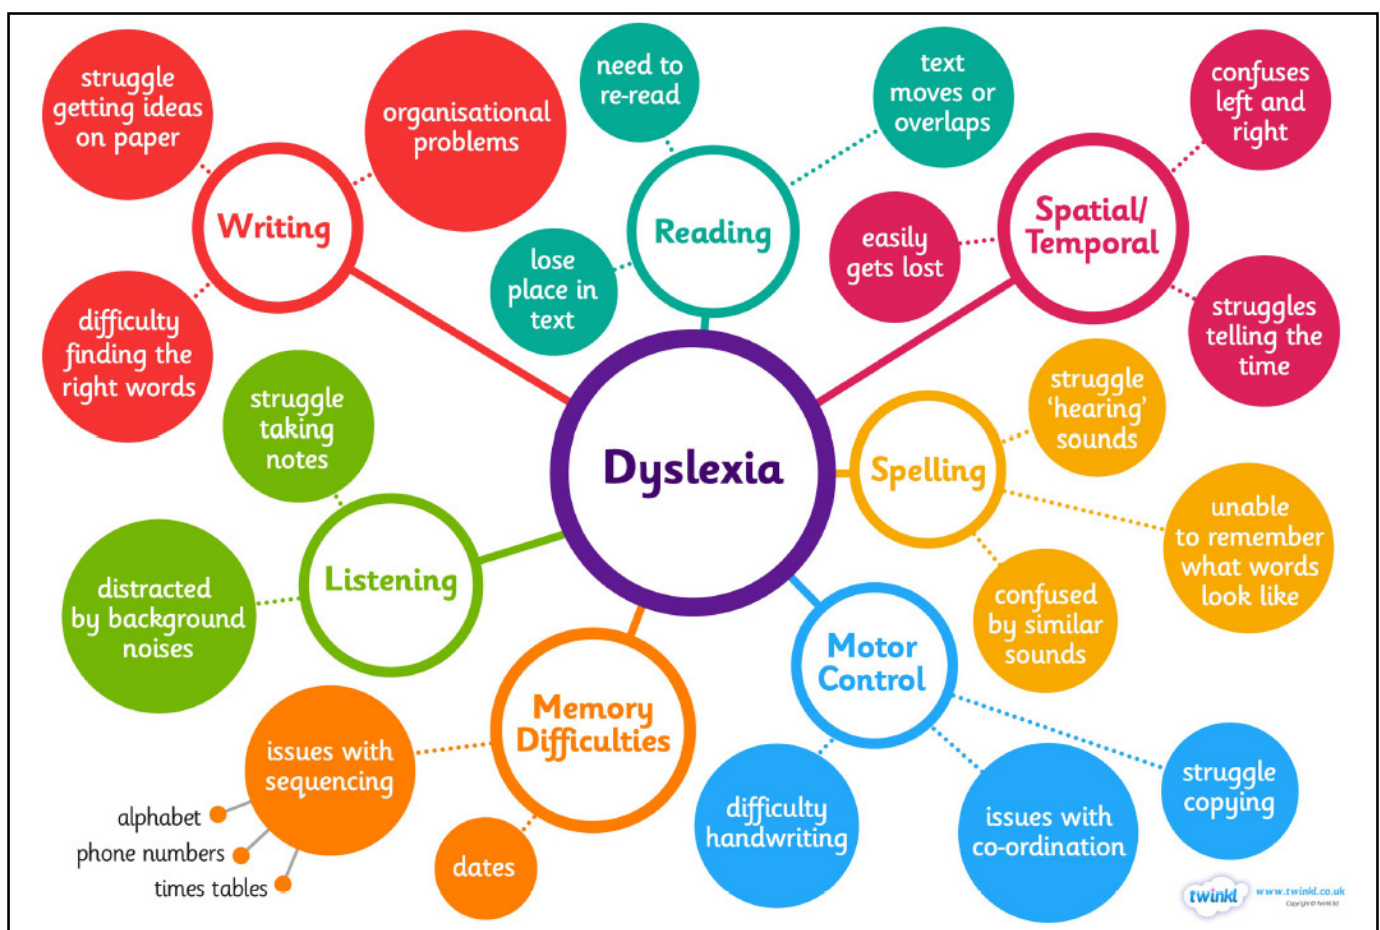 struggle
getting ideas
on paper
organisational
problems
Writing
difficulty
finding the
right words
need to
re-read
text
moves or
overlaps
Reading
lose
place in
text
confuses
left and
right
Spatial/
Temporal
easily
gets lost
struggles
telling the
time
Dyslexia
struggle
taking
notes
Listening
distracted
by background
noises
struggle
‘hearing’
sounds
Spelling
unable
to remember
what words
look like
confused
by similar
sounds
Memory
Difficulties
issues with
sequencing
alphabet
phone numbers
times tables
dates
Motor
Control
difficulty
handwriting
issues with
co-ordination
struggle
copying
twinkl
www.twinkl.co.uk
Copyright © Twinkl ltd